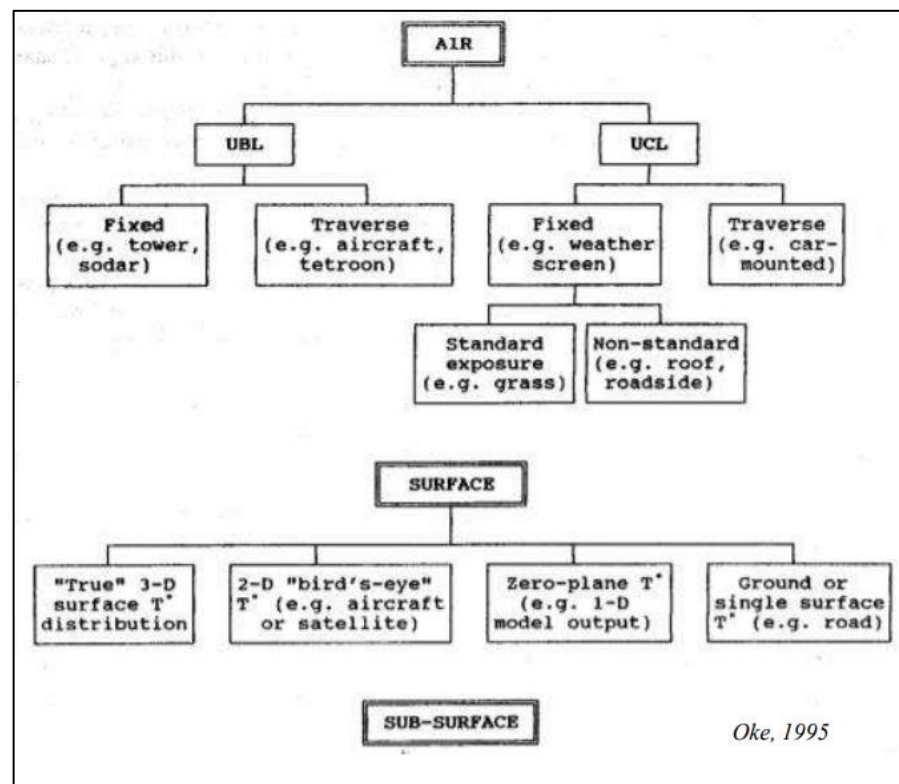 AIR
UBL
UCL
Fixed
(e.g. tower,
sodar)
Traverse
(e.g. aircraft,
tetroon)
Fixed
(e.g. weather
screen)
Traverse
(e.g. car-
mounted)
Standard
exposure
(e.g. grass)
Non-standard
(e.g. roof,
roadside)
SURFACE
"True" 3-D
surface T°
distribution
2-D "bird's-eye"
T° (e.g. aircraft
or satellite)
Zero-plane T°
(e.g. 1-D
model output)
Ground or
single surface
T° (e.g. road)
SUB-SURFACE
Oke, 1995